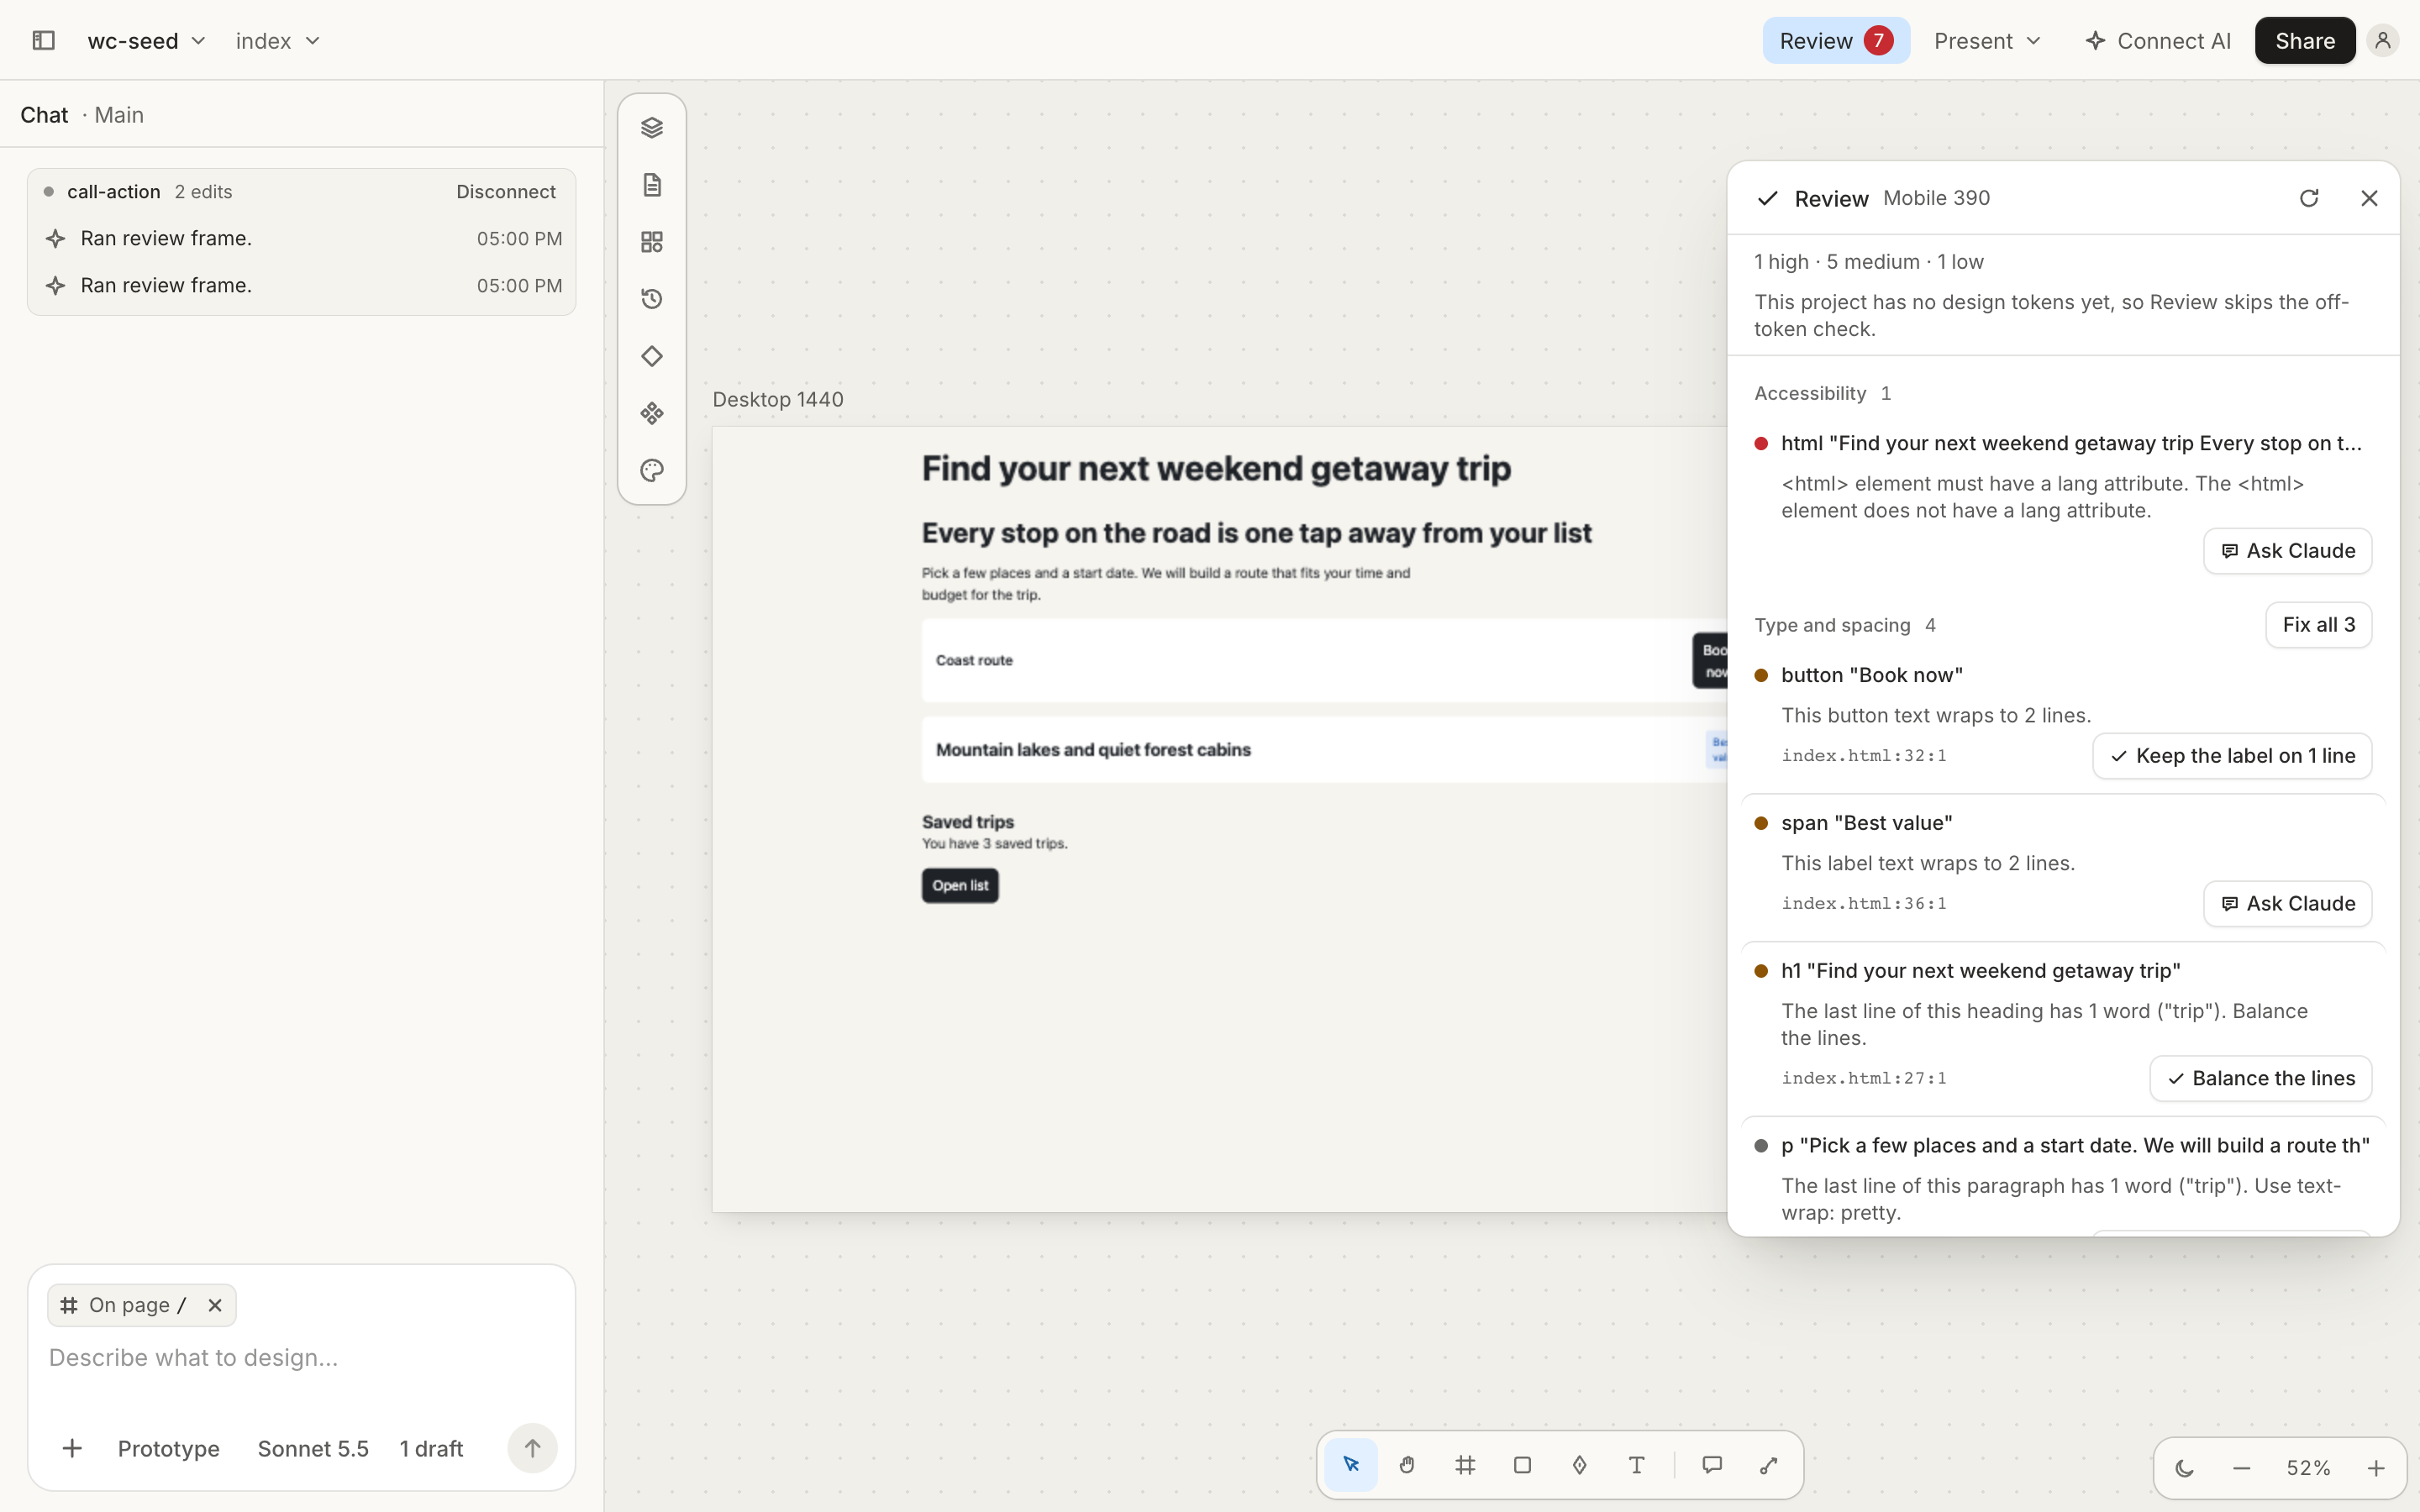 wc-seed
index
Review 7
Present
Connect AI
Share
Chat · Main
call-action 2 edits Disconnect
Ran review frame. 05:00 PM
Ran review frame. 05:00 PM
On page /
Describe what to design...
Prototype Sonnet 5.5 1 draft
Desktop 1440
Find your next weekend getaway trip
Every stop on the road is one tap away from your list
Pick a few places and a start date. We will build a route that fits your time and
budget for the trip.
Coast route
Mountain lakes and quiet forest cabins
Saved trips
You have 3 saved trips.
Open list
Review Mobile 390
1 high · 5 medium · 1 low
This project has no design tokens yet, so Review skips the off-
token check.
Accessibility 1
html "Find your next weekend getaway trip Every stop on t...
<html> element must have a lang attribute. The <html>
element does not have a lang attribute.
Ask Claude
Type and spacing 4 Fix all 3
button "Book now"
This button text wraps to 2 lines.
index.html:32:1 Keep the label on 1 line
span "Best value"
This label text wraps to 2 lines.
index.html:36:1 Ask Claude
h1 "Find your next weekend getaway trip"
The last line of this heading has 1 word ("trip"). Balance
the lines.
index.html:27:1 Balance the lines
p "Pick a few places and a start date. We will build a route th"
The last line of this paragraph has 1 word ("trip"). Use text-
wrap: pretty.
52%